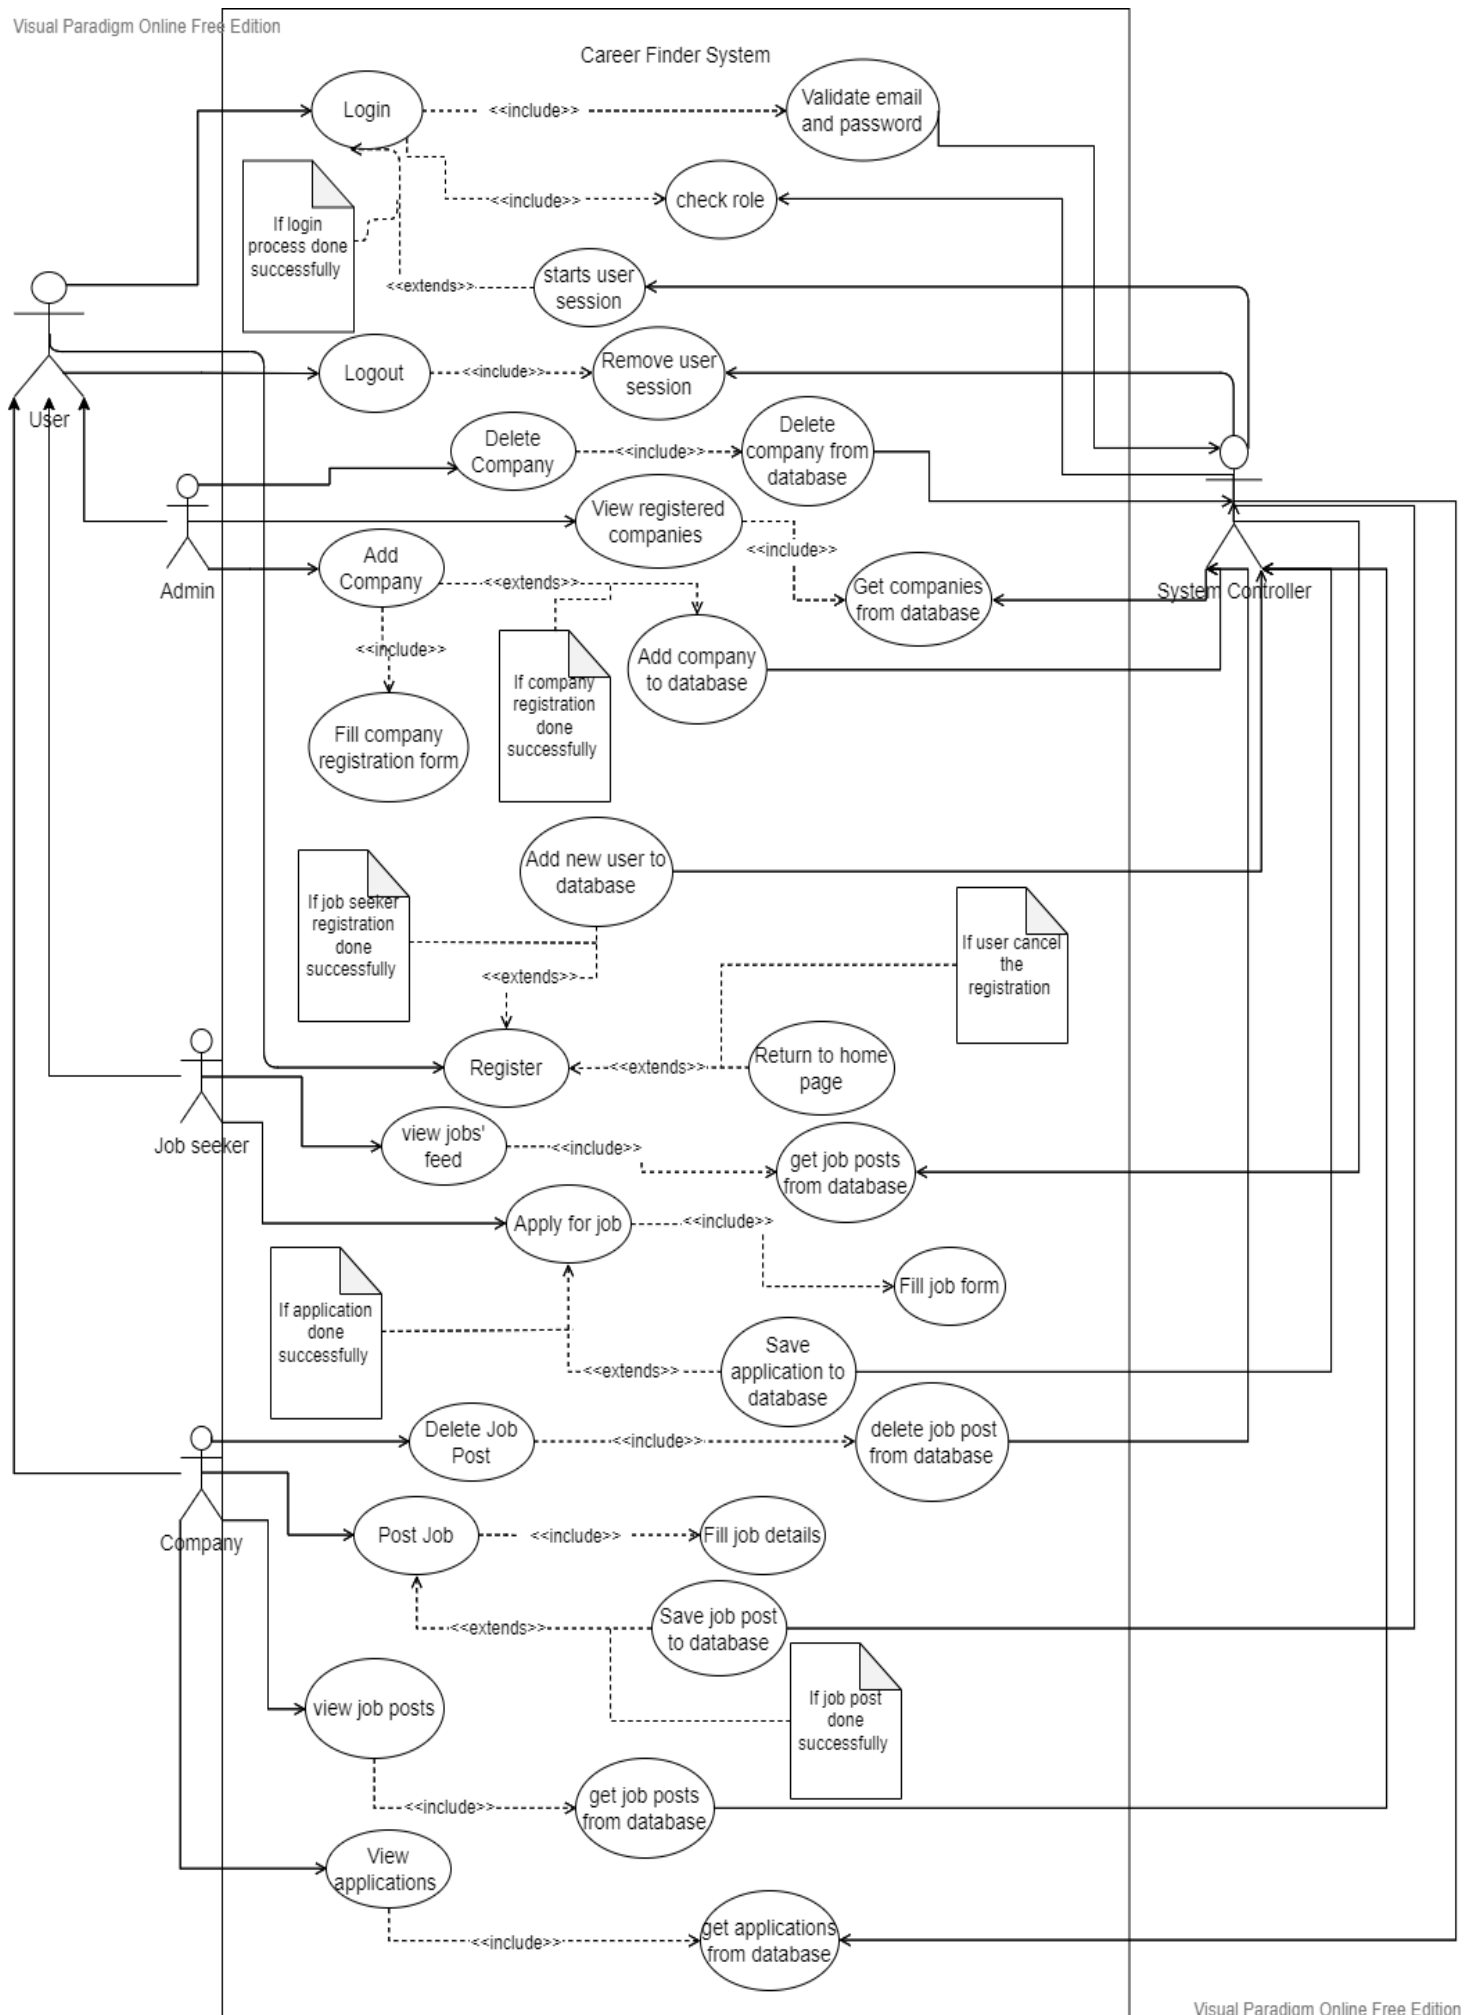 Visual Paradigm Online Free Edition
Career Finder System
Login
<<include>>
Validate email
and password
<<include>>
check role
If login
process done
successfully
<<extends>>
starts user
session
Logout
<<include>>
Remove user
session
User
Delete
Company
<<include>>
Delete
company from
database
View registered
companies
<<include>>
Admin
Add
Company
<<extends>>
Get companies
from database
System Controller
<<include>>
If company
registration
done
successfully
Add company
to database
Fill company
registration form
Add new user to
database
If job seeker
registration
done
successfully
<<extends>>
If user cancel
the
registration
Register
<<extends>>
Return to home
page
Job seeker
view jobs'
feed
<<include>>
get job posts
from database
Apply for job
<<include>>
Fill job form
If application
done
successfully
<<extends>>
Save
application to
database
Delete Job
Post
<<include>>
delete job post
from database
Company
Post Job
<<include>>
Fill job details
<<extends>>
Save job post
to database
If job post
done
successfully
view job posts
<<include>>
get job posts
from database
View
applications
<<include>>
get applications
from database
Visual Paradigm Online Free Edition